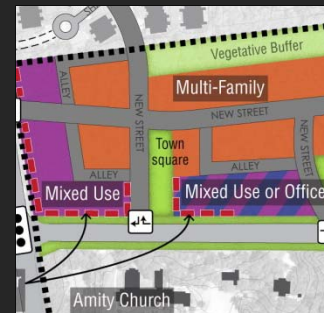 Vegetative Buffer
ALLEY
NEW STREET
Multi-Family
NEW STREET
NEW STREET
Town
square
ALLEY
ALLEY
Mixed Use
Mixed Use or Office
Amity Church